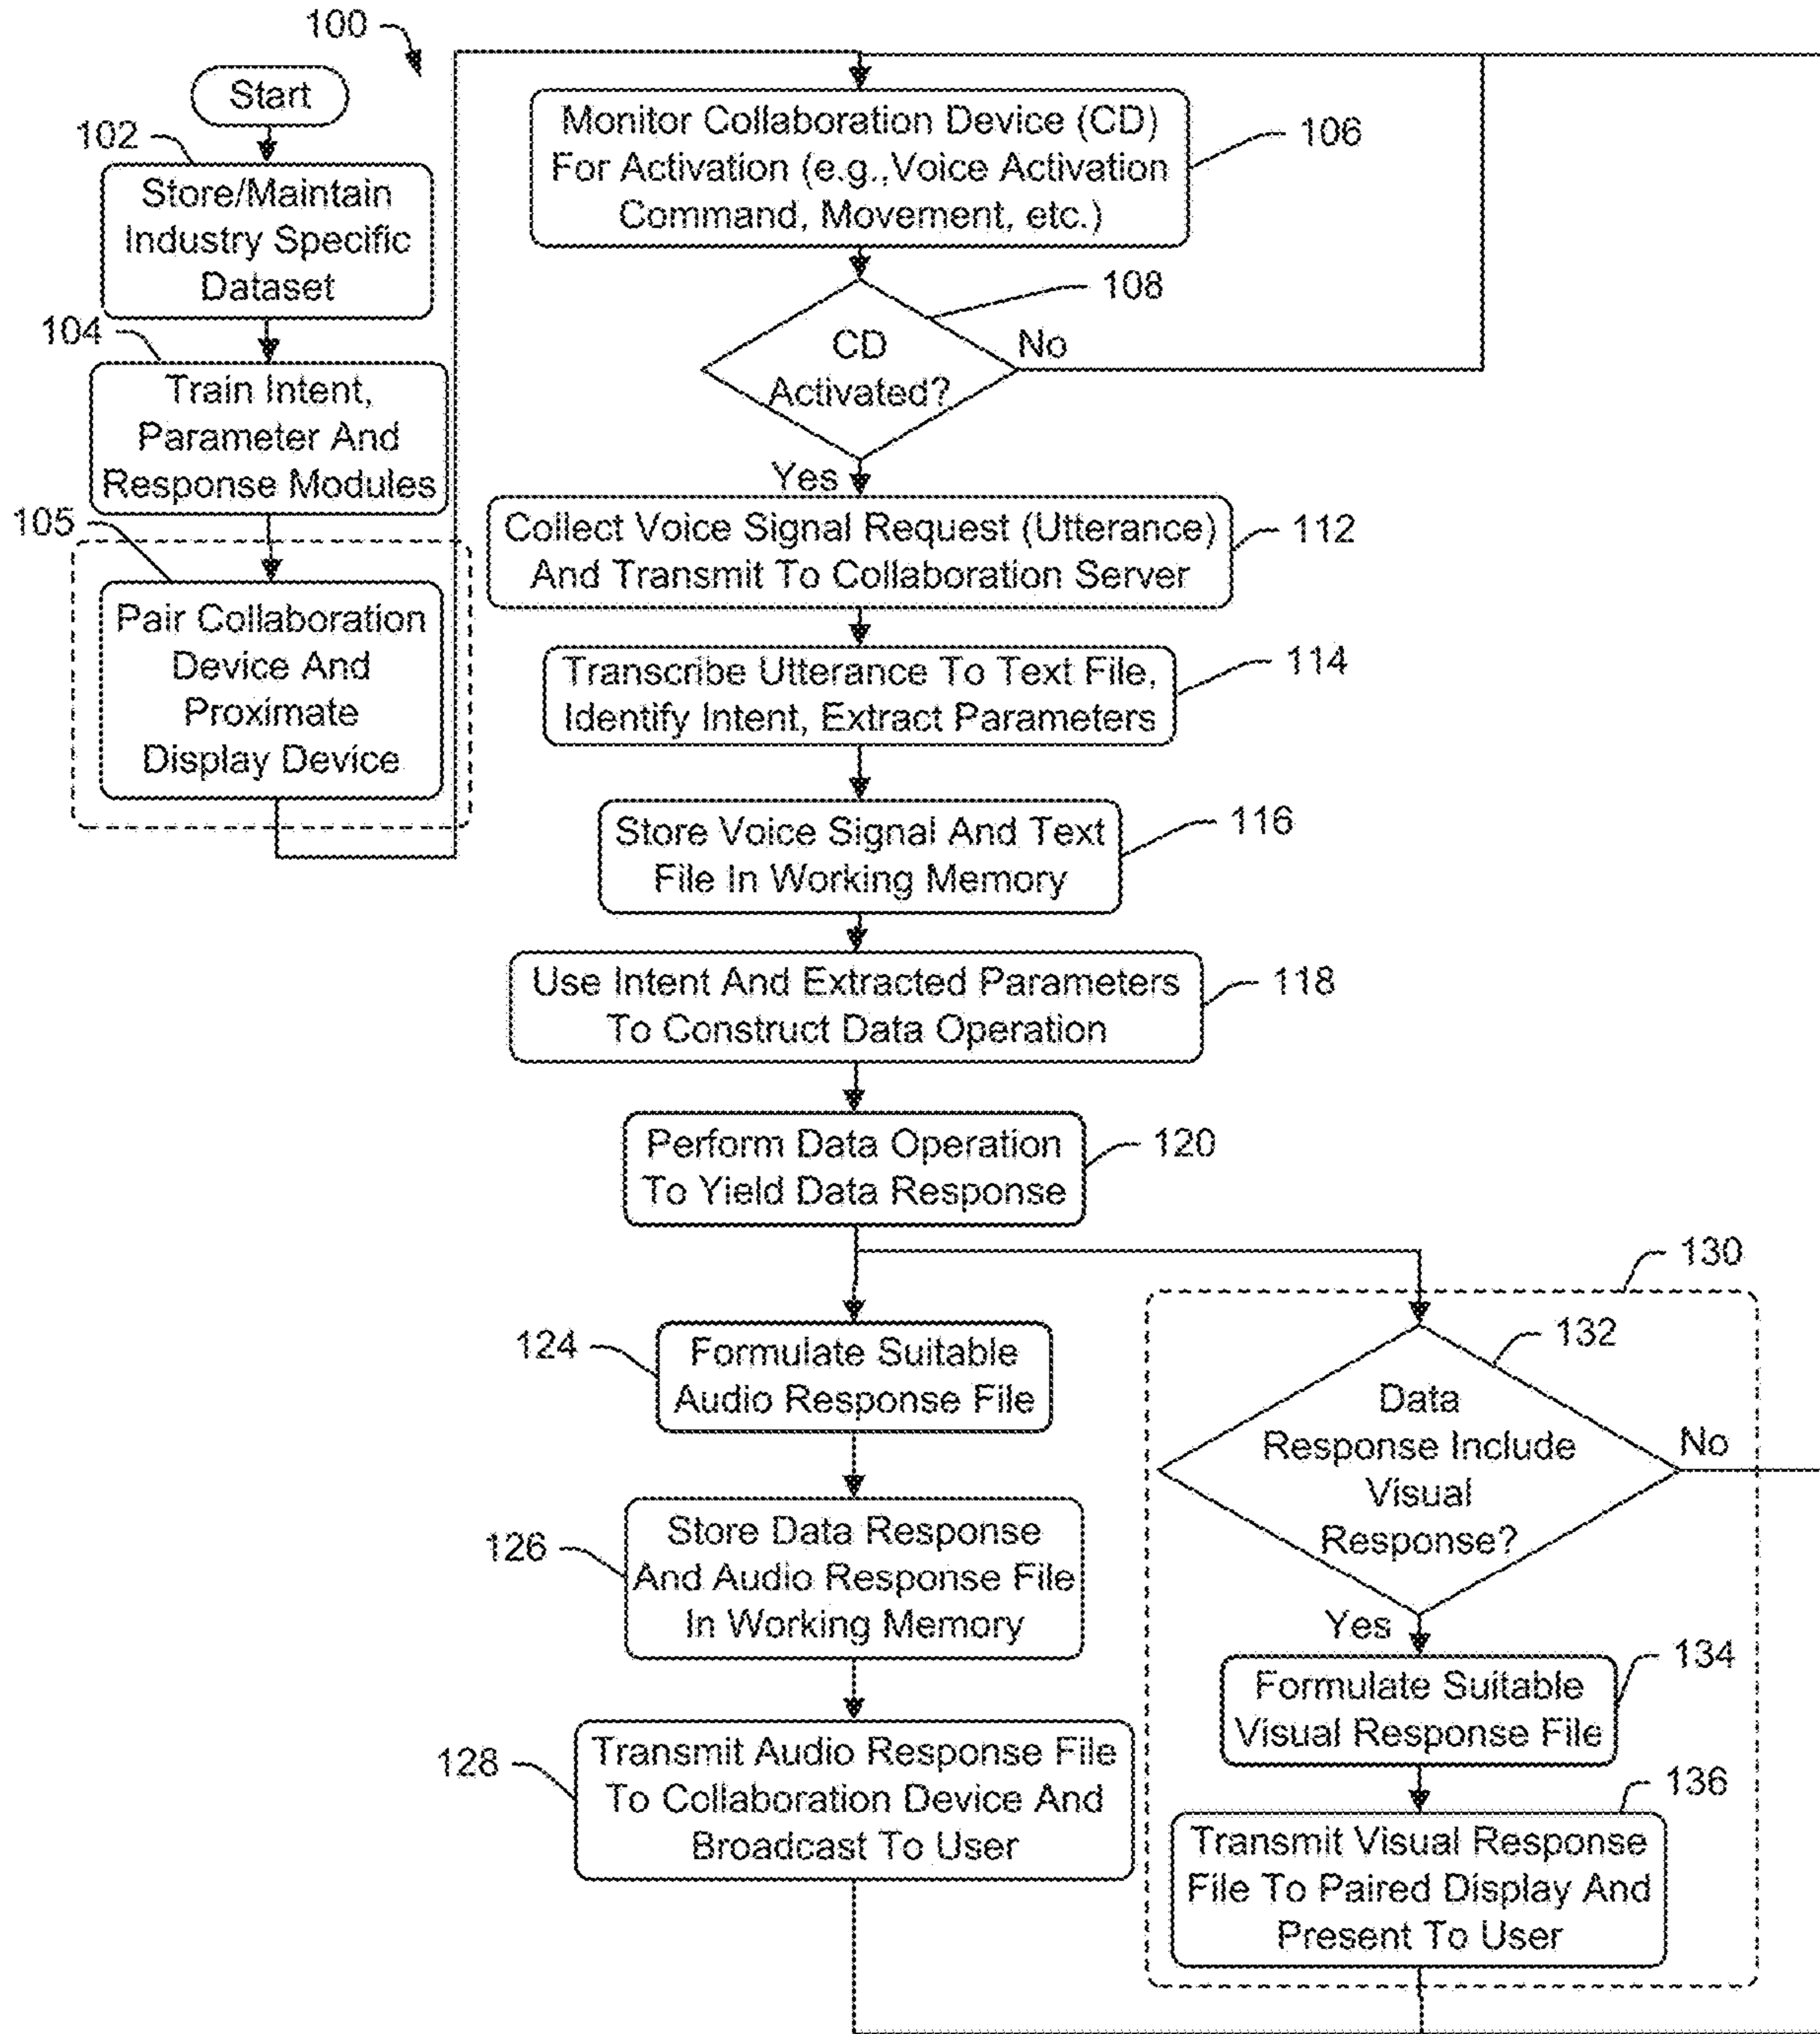 100
Start
102
Store/Maintain
Industry Specific
Dataset
104
Train Intent,
Parameter And
Response Modules
105
Pair Collaboration
Device And
Proximate
Display Device
Monitor Collaboration Device (CD)
For Activation (e.g.,Voice Activation
Command, Movement, etc.)
106
108
CD
Activated?
No
Yes
Collect Voice Signal Request (Utterance)
And Transmit To Collaboration Server
112
Transcribe Utterance To Text File,
Identify Intent, Extract Parameters
114
Store Voice Signal And Text
File In Working Memory
116
Use Intent And Extracted Parameters
To Construct Data Operation
118
Perform Data Operation
To Yield Data Response
120
124
Formulate Suitable
Audio Response File
126
Store Data Response
And Audio Response File
In Working Memory
128
Transmit Audio Response File
To Collaboration Device And
Broadcast To User
130
132
Data
Response Include
Visual
Response?
No
Yes
134
Formulate Suitable
Visual Response File
136
Transmit Visual Response
File To Paired Display And
Present To User